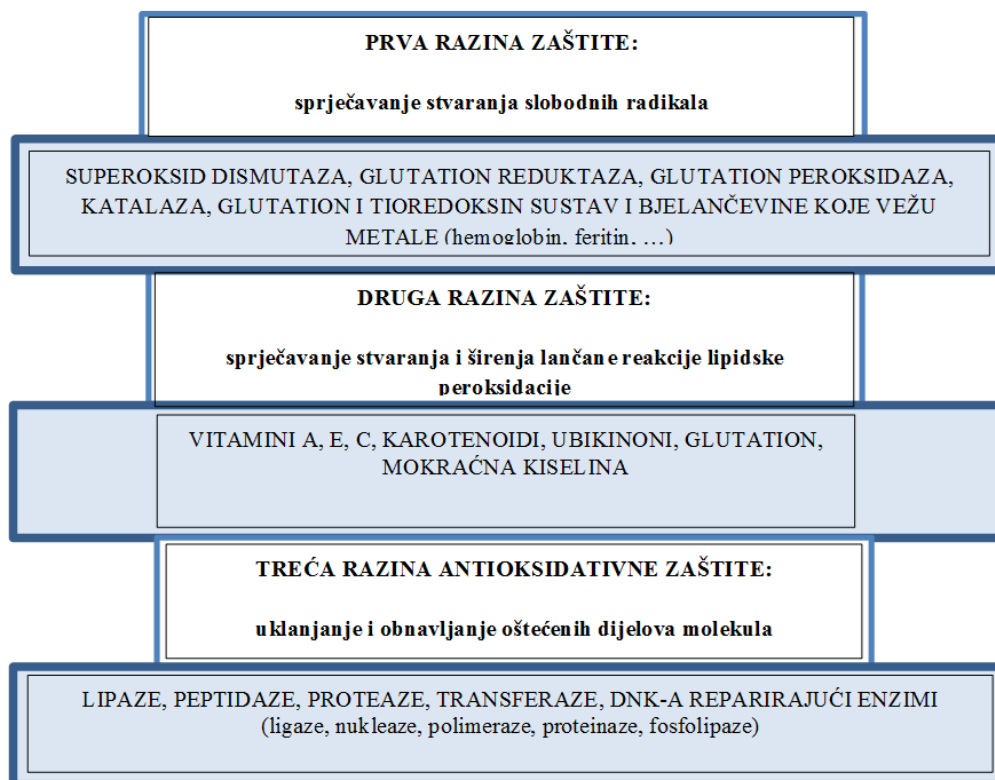 PRVA RAZINA ZAŠTITE:
sprječavanje stvaranja slobodnih radikala
SUPEROKSID DISMUTAZA, GLUTATION REDUKTAZA, GLUTATION PEROKSIDAZA,
KATALAZA, GLUTATION I TIOREDOKSIN SUSTAV I BJELANČEVINE KOJE VEŽU
METALE (hemoglobin, feritin, …)
DRUGA RAZINA ZAŠTITE:
sprječavanje stvaranja i širenja lančane reakcije lipidske
peroksidacije
VITAMINI A, E, C, KAROTENOIDI, UBIKINONI, GLUTATION,
MOKRAĆNA KISELINA
TREĆA RAZINA ANTIOKSIDATIVNE ZAŠTITE:
uklanjanje i obnavljanje oštećenih dijelova molekula
LIPAZE, PEPTIDAZE, PROTEAZE, TRANSFERAZE, DNK-A REPARIRAJUĆI ENZIMI
(ligaze, nukleaze, polimeraze, proteinaze, fosfolipaze)